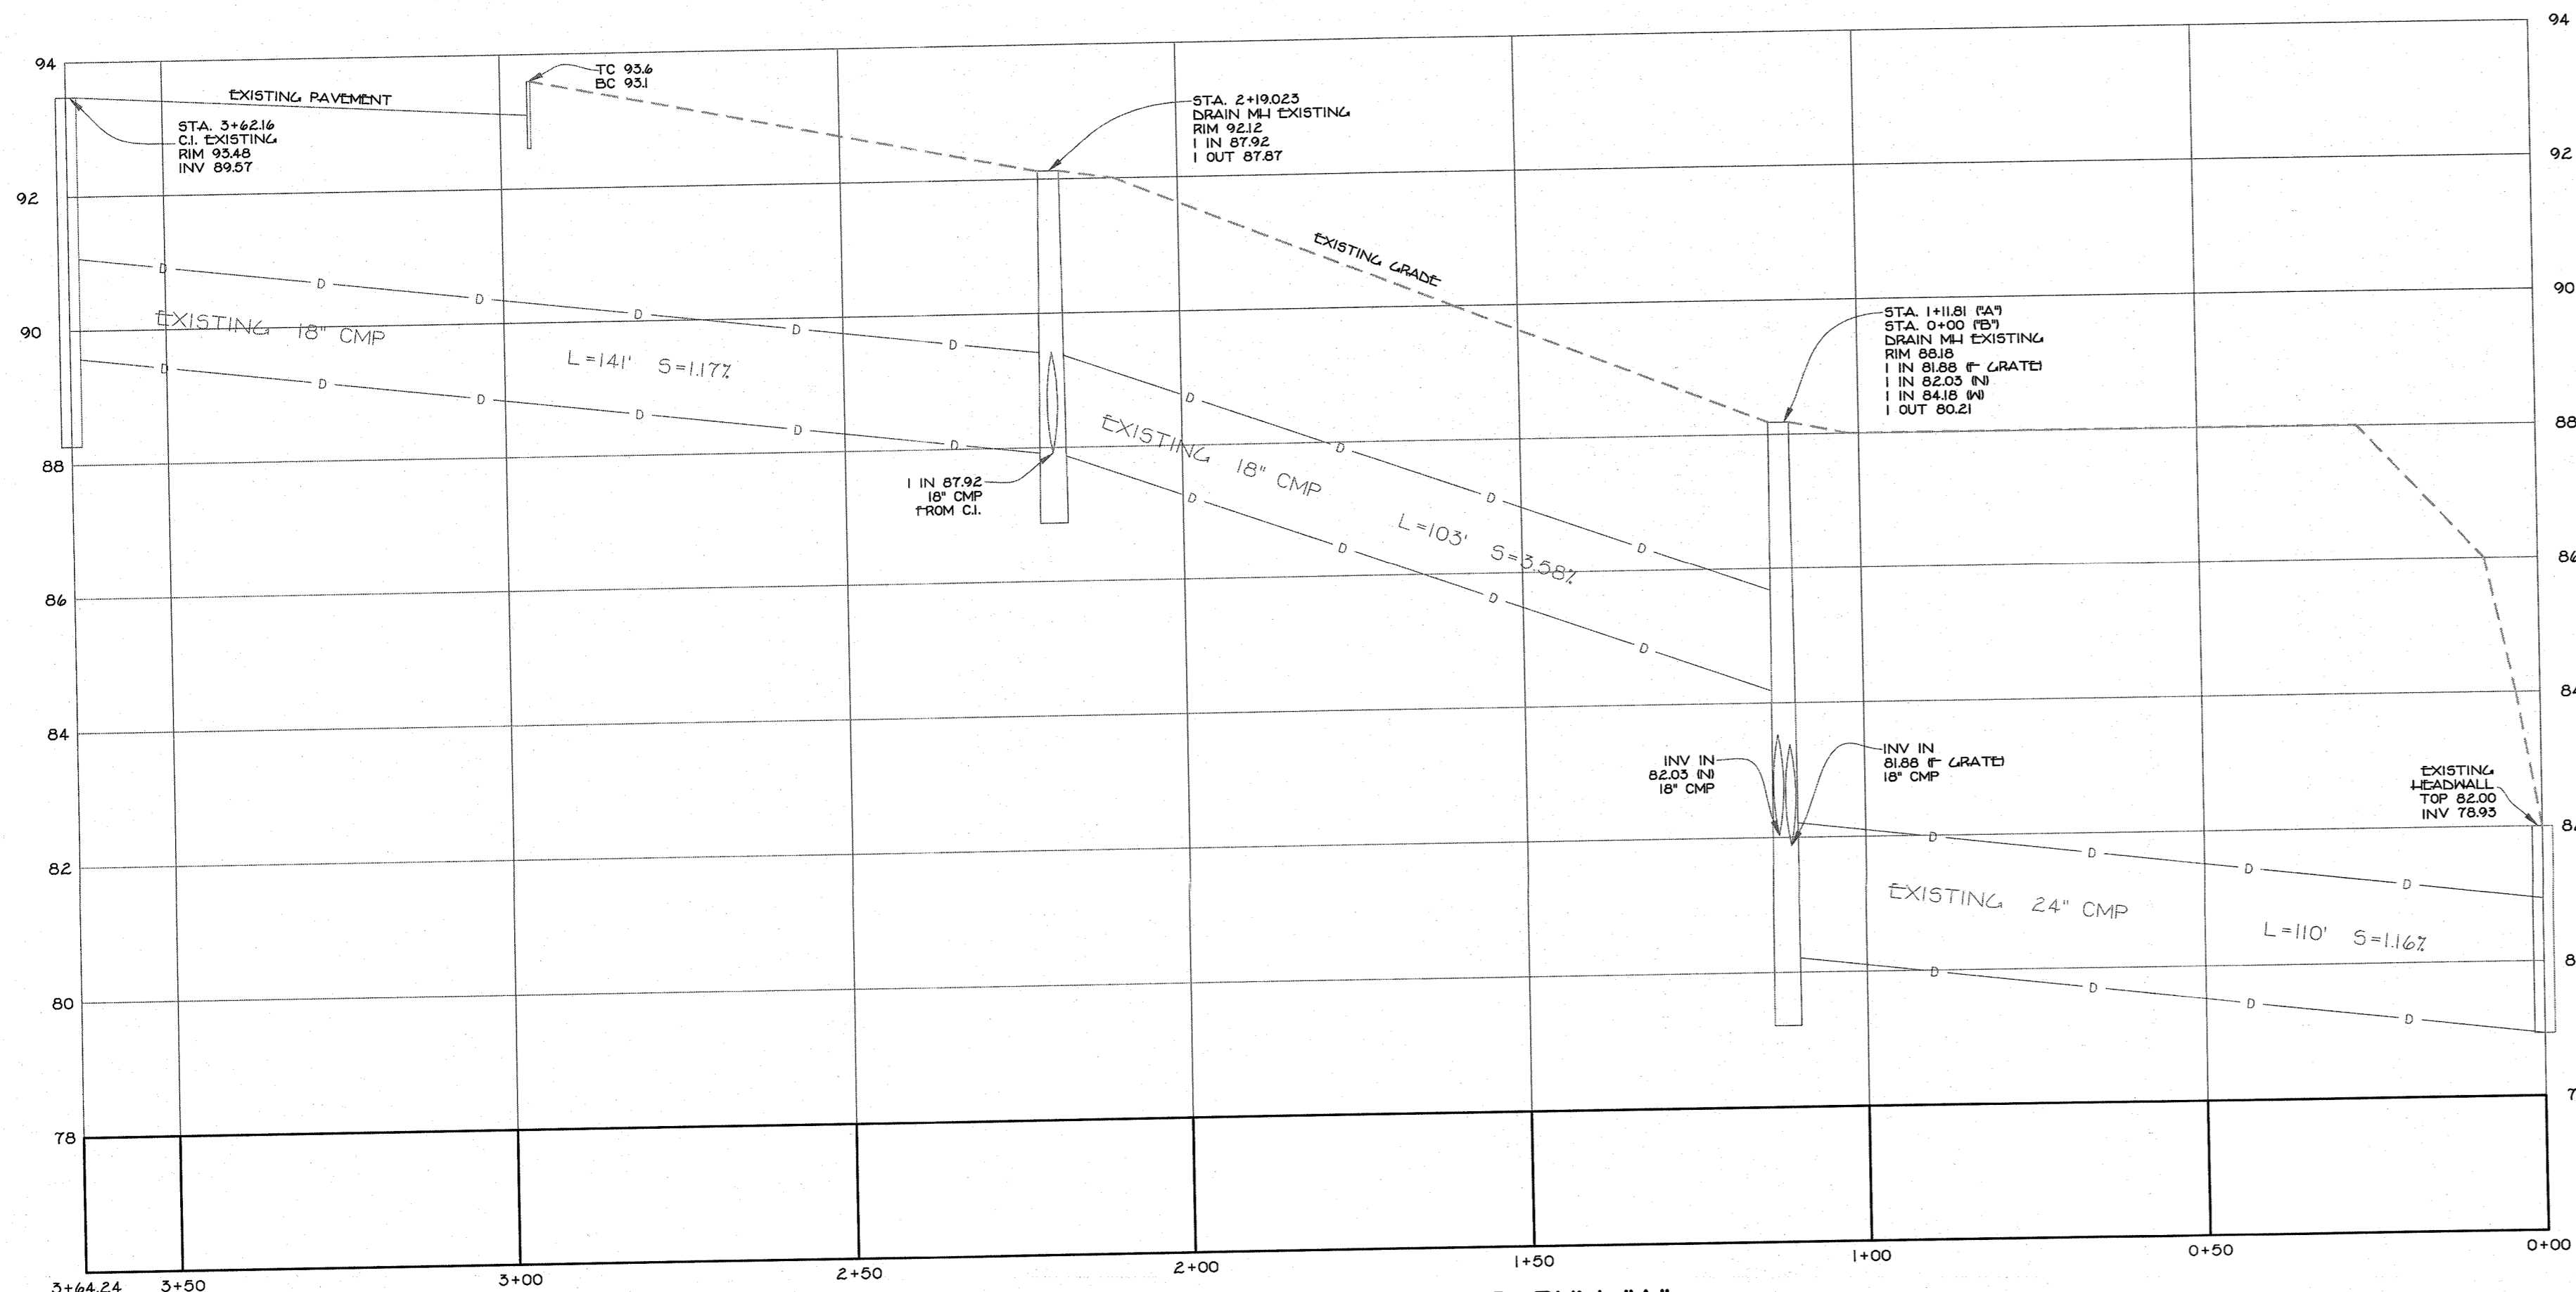 94
94
EXISTING PAVEMENT
TC 93.6
BC 93.1
STA. 3+62.16
C.I. EXISTING
RIM 93.48
INV 89.57
STA. 2+19.023
DRAIN MH EXISTING
RIM 92.12
I IN 87.92
I OUT 87.87
92
92
EXISTING GRADE
90
90
EXISTING 18" CMP
L=141' S=1.17%
STA. 1+11.81 ("A")
STA. 0+00 ("B")
DRAIN MH EXISTING
RIM 88.18
I IN 81.88 (F GRATE)
I IN 82.03 (N)
I IN 84.18 (W)
I OUT 80.21
88
88
I IN 87.92
18" CMP
FROM C.I.
EXISTING 18" CMP
L=103' S=3.58%
86
86
84
84
INV IN
82.03 (N)
18" CMP
INV IN
81.88 (F GRATE)
18" CMP
EXISTING
HEADWALL
TOP 82.00
INV 78.93
82
EXISTING 24" CMP
L=110' S=1.16%
80
78
3+64.24
3+50
3+00
2+50
2+00
1+50
1+00
0+50
0+00